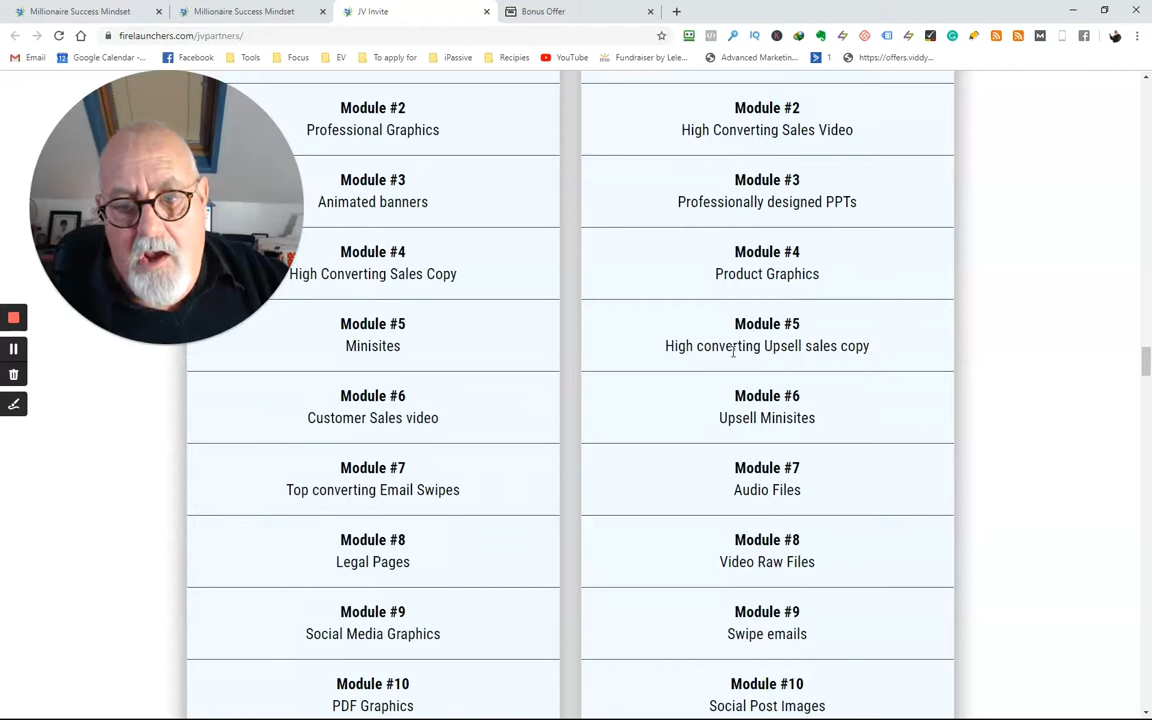 Millionaire Success Mindset
Millionaire Success Mindset
JV Invite
Bonus Offer
firelaunchers.com/jvpartners/
Email
Google Calendar -...
Facebook
Tools
Focus
EV
To apply for
iPassive
Recipies
YouTube
Fundraiser by Lele...
Advanced Marketin...
1
https://offers.viddy...
Module #2
Professional Graphics
Module #3
Animated banners
Module #4
High Converting Sales Copy
Module #5
Minisites
Module #6
Customer Sales video
Module #7
Top converting Email Swipes
Module #8
Legal Pages
Module #9
Social Media Graphics
Module #10
PDF Graphics
Module #2
High Converting Sales Video
Module #3
Professionally designed PPTs
Module #4
Product Graphics
Module #5
High converting Upsell sales copy
Module #6
Upsell Minisites
Module #7
Audio Files
Module #8
Video Raw Files
Module #9
Swipe emails
Module #10
Social Post Images